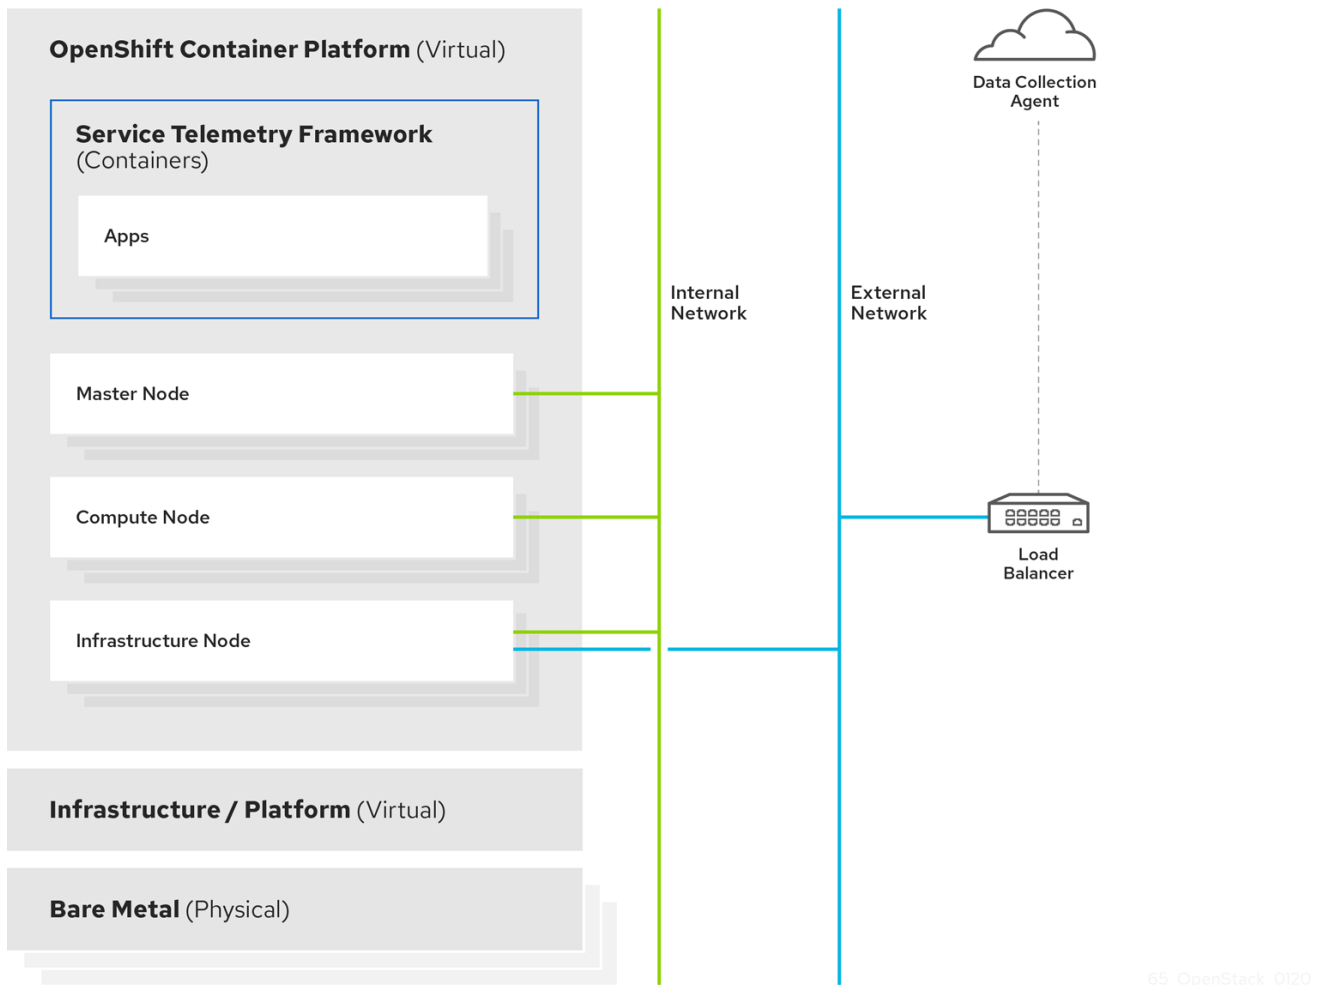 OpenShift Container Platform (Virtual)
Service Telemetry Framework
(Containers)
Apps
Master Node
Compute Node
Infrastructure Node
Infrastructure / Platform (Virtual)
Bare Metal (Physical)
Internal
Network
External
Network
Data Collection
Agent
Load
Balancer
65_OpenStack_0120